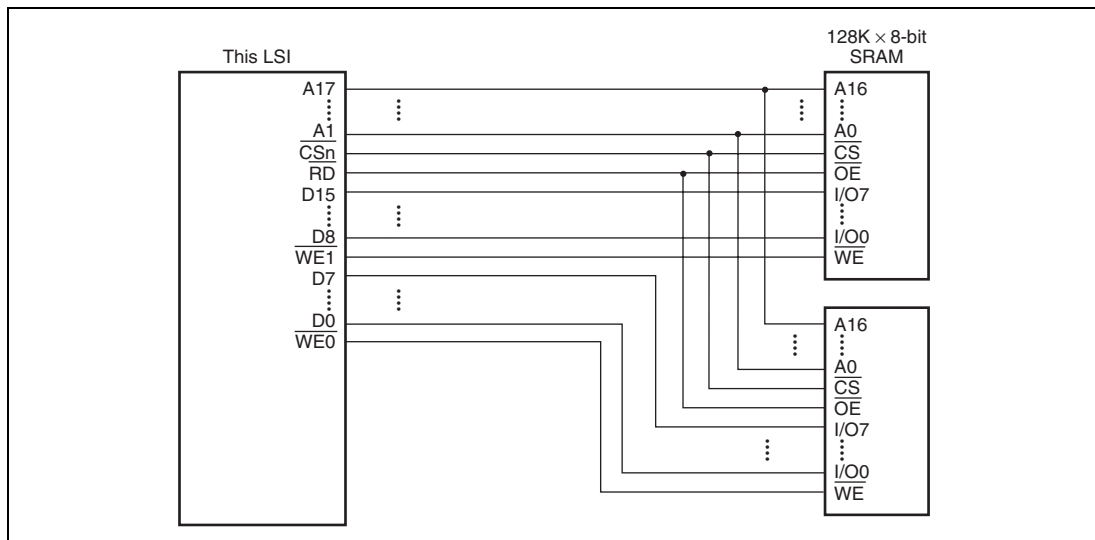 This LSI
A17
A1
CSn
RD
D15
D8
WE1
D7
D0
WE0
128K × 8-bit
SRAM
A16
A0
CS
OE
I/O7
I/O0
WE
A16
A0
CS
OE
I/O7
I/O0
WE